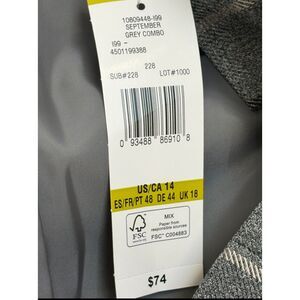 10809448-I99
SEPTEMBER
GREY COMBO
I99 -
4501199388
228
SUB#228 LOT#1000
0 93488 86910 8
US/CA 14
ES/FR/PT 48 DE 44 UK 18
FSC
MIX
Paper from
responsible sources
FSC® C004883
$74